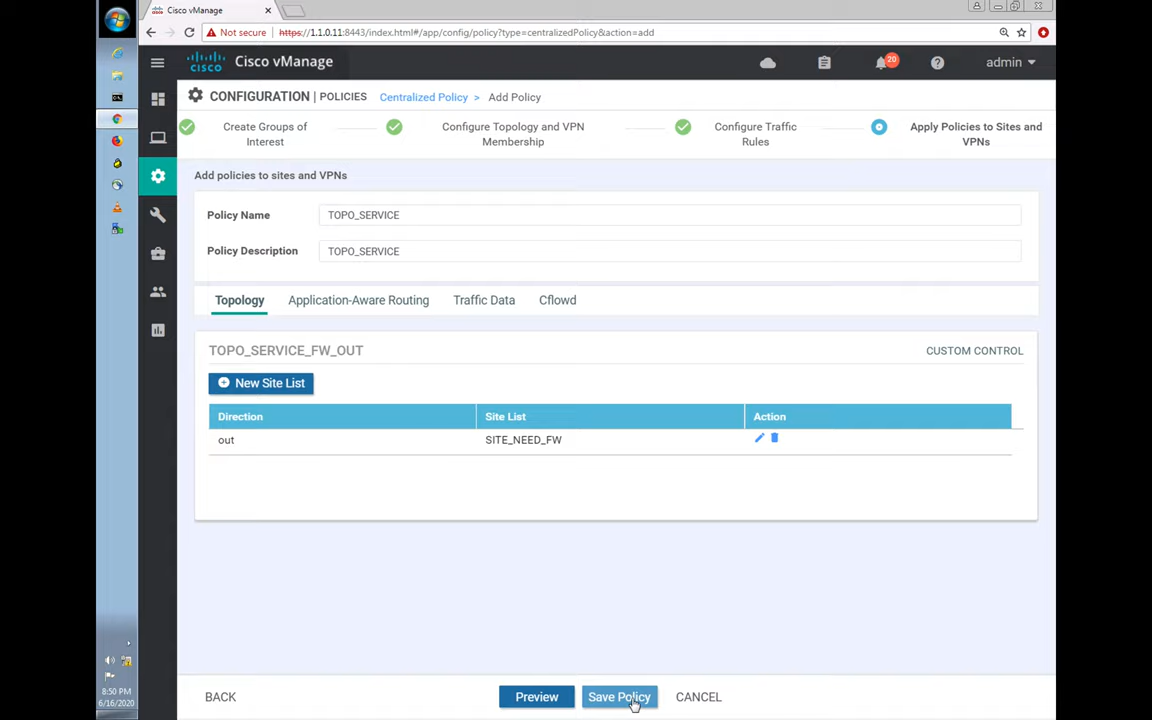 Cisco vManage
Not secure https://1.1.0.11:8443/index.html#/app/config/policy?type=centralizedPolicy&action=add
CISCO Cisco vManage
20
admin
CONFIGURATION | POLICIES Centralized Policy > Add Policy
Create Groups of
Interest
Configure Topology and VPN
Membership
Configure Traffic
Rules
Apply Policies to Sites and
VPNs
Add policies to sites and VPNs
Policy Name TOPO_SERVICE
Policy Description TOPO_SERVICE
Topology Application-Aware Routing Traffic Data Cflowd
TOPO_SERVICE_FW_OUT CUSTOM CONTROL
New Site List
Direction Site List Action
out SITE_NEED_FW
8:50 PM
6/16/2020
BACK Preview Save Policy CANCEL